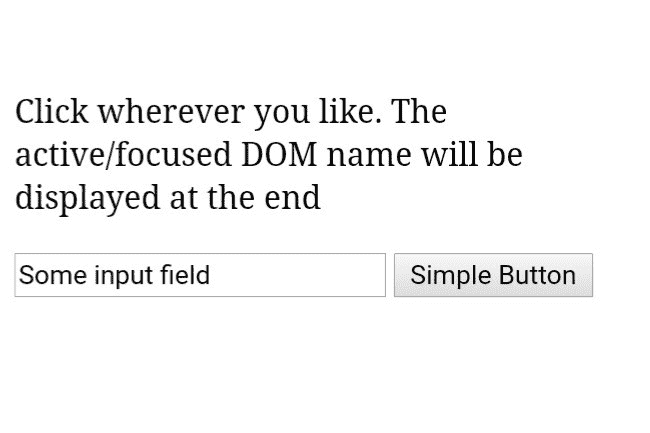 Click wherever you like. The
active/focused DOM name will be
displayed at the end
Some input field
Simple Button